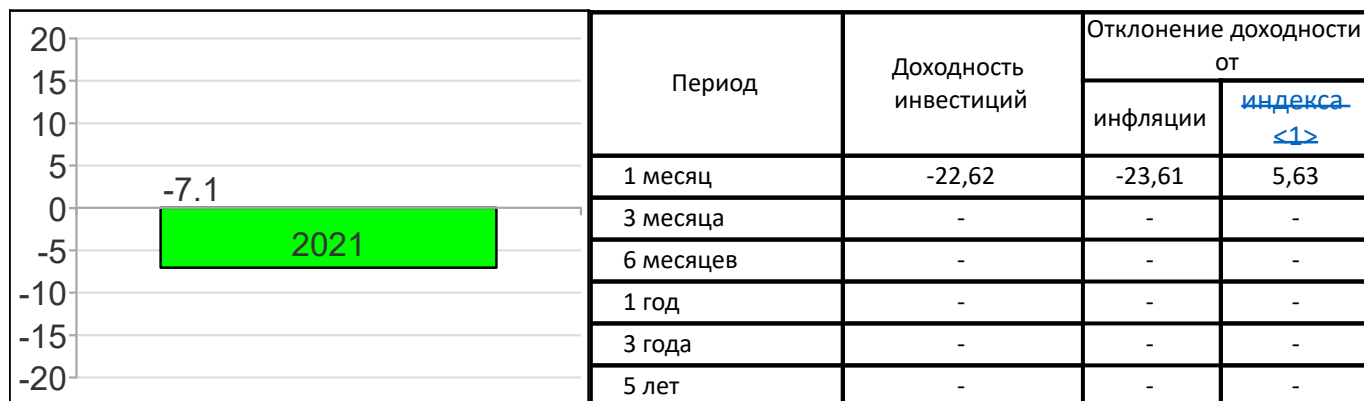 20
15
10
5
0
-5
-10
-15
-20
-7.1
2021
Период
Доходность
инвестиций
Отклонение доходности
от
инфляции
индекса
<1>
1 месяц -22,62 -23,61 5,63
3 месяца - - -
6 месяцев - - -
1 год - - -
3 года - - -
5 лет - - -